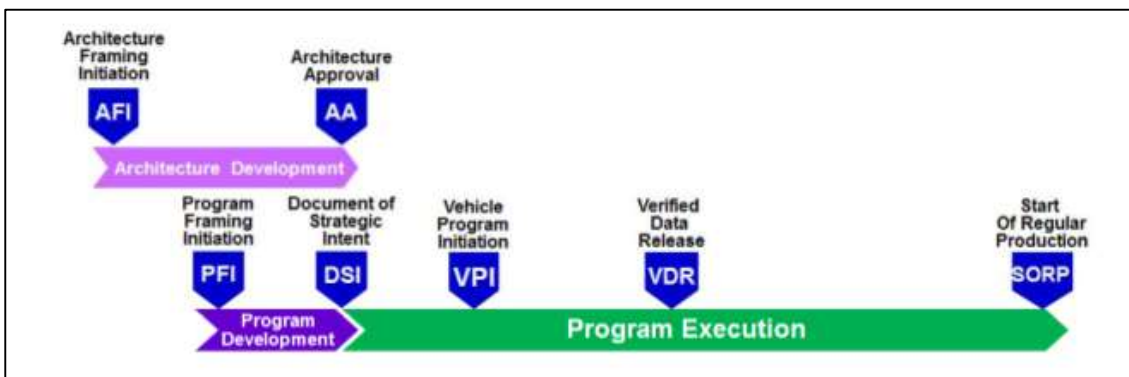 Architecture
Framing
Initiation
Architecture
Approval
AFI
AA
Architecture Development
Program
Framing
Initiation
Document of
Strategic
Intent
Vehicle
Program
Initiation
Verified
Data
Release
Start
Of Regular
Production
PFI
DSI
VPI
VDR
SORP
Program
Development
Program Execution